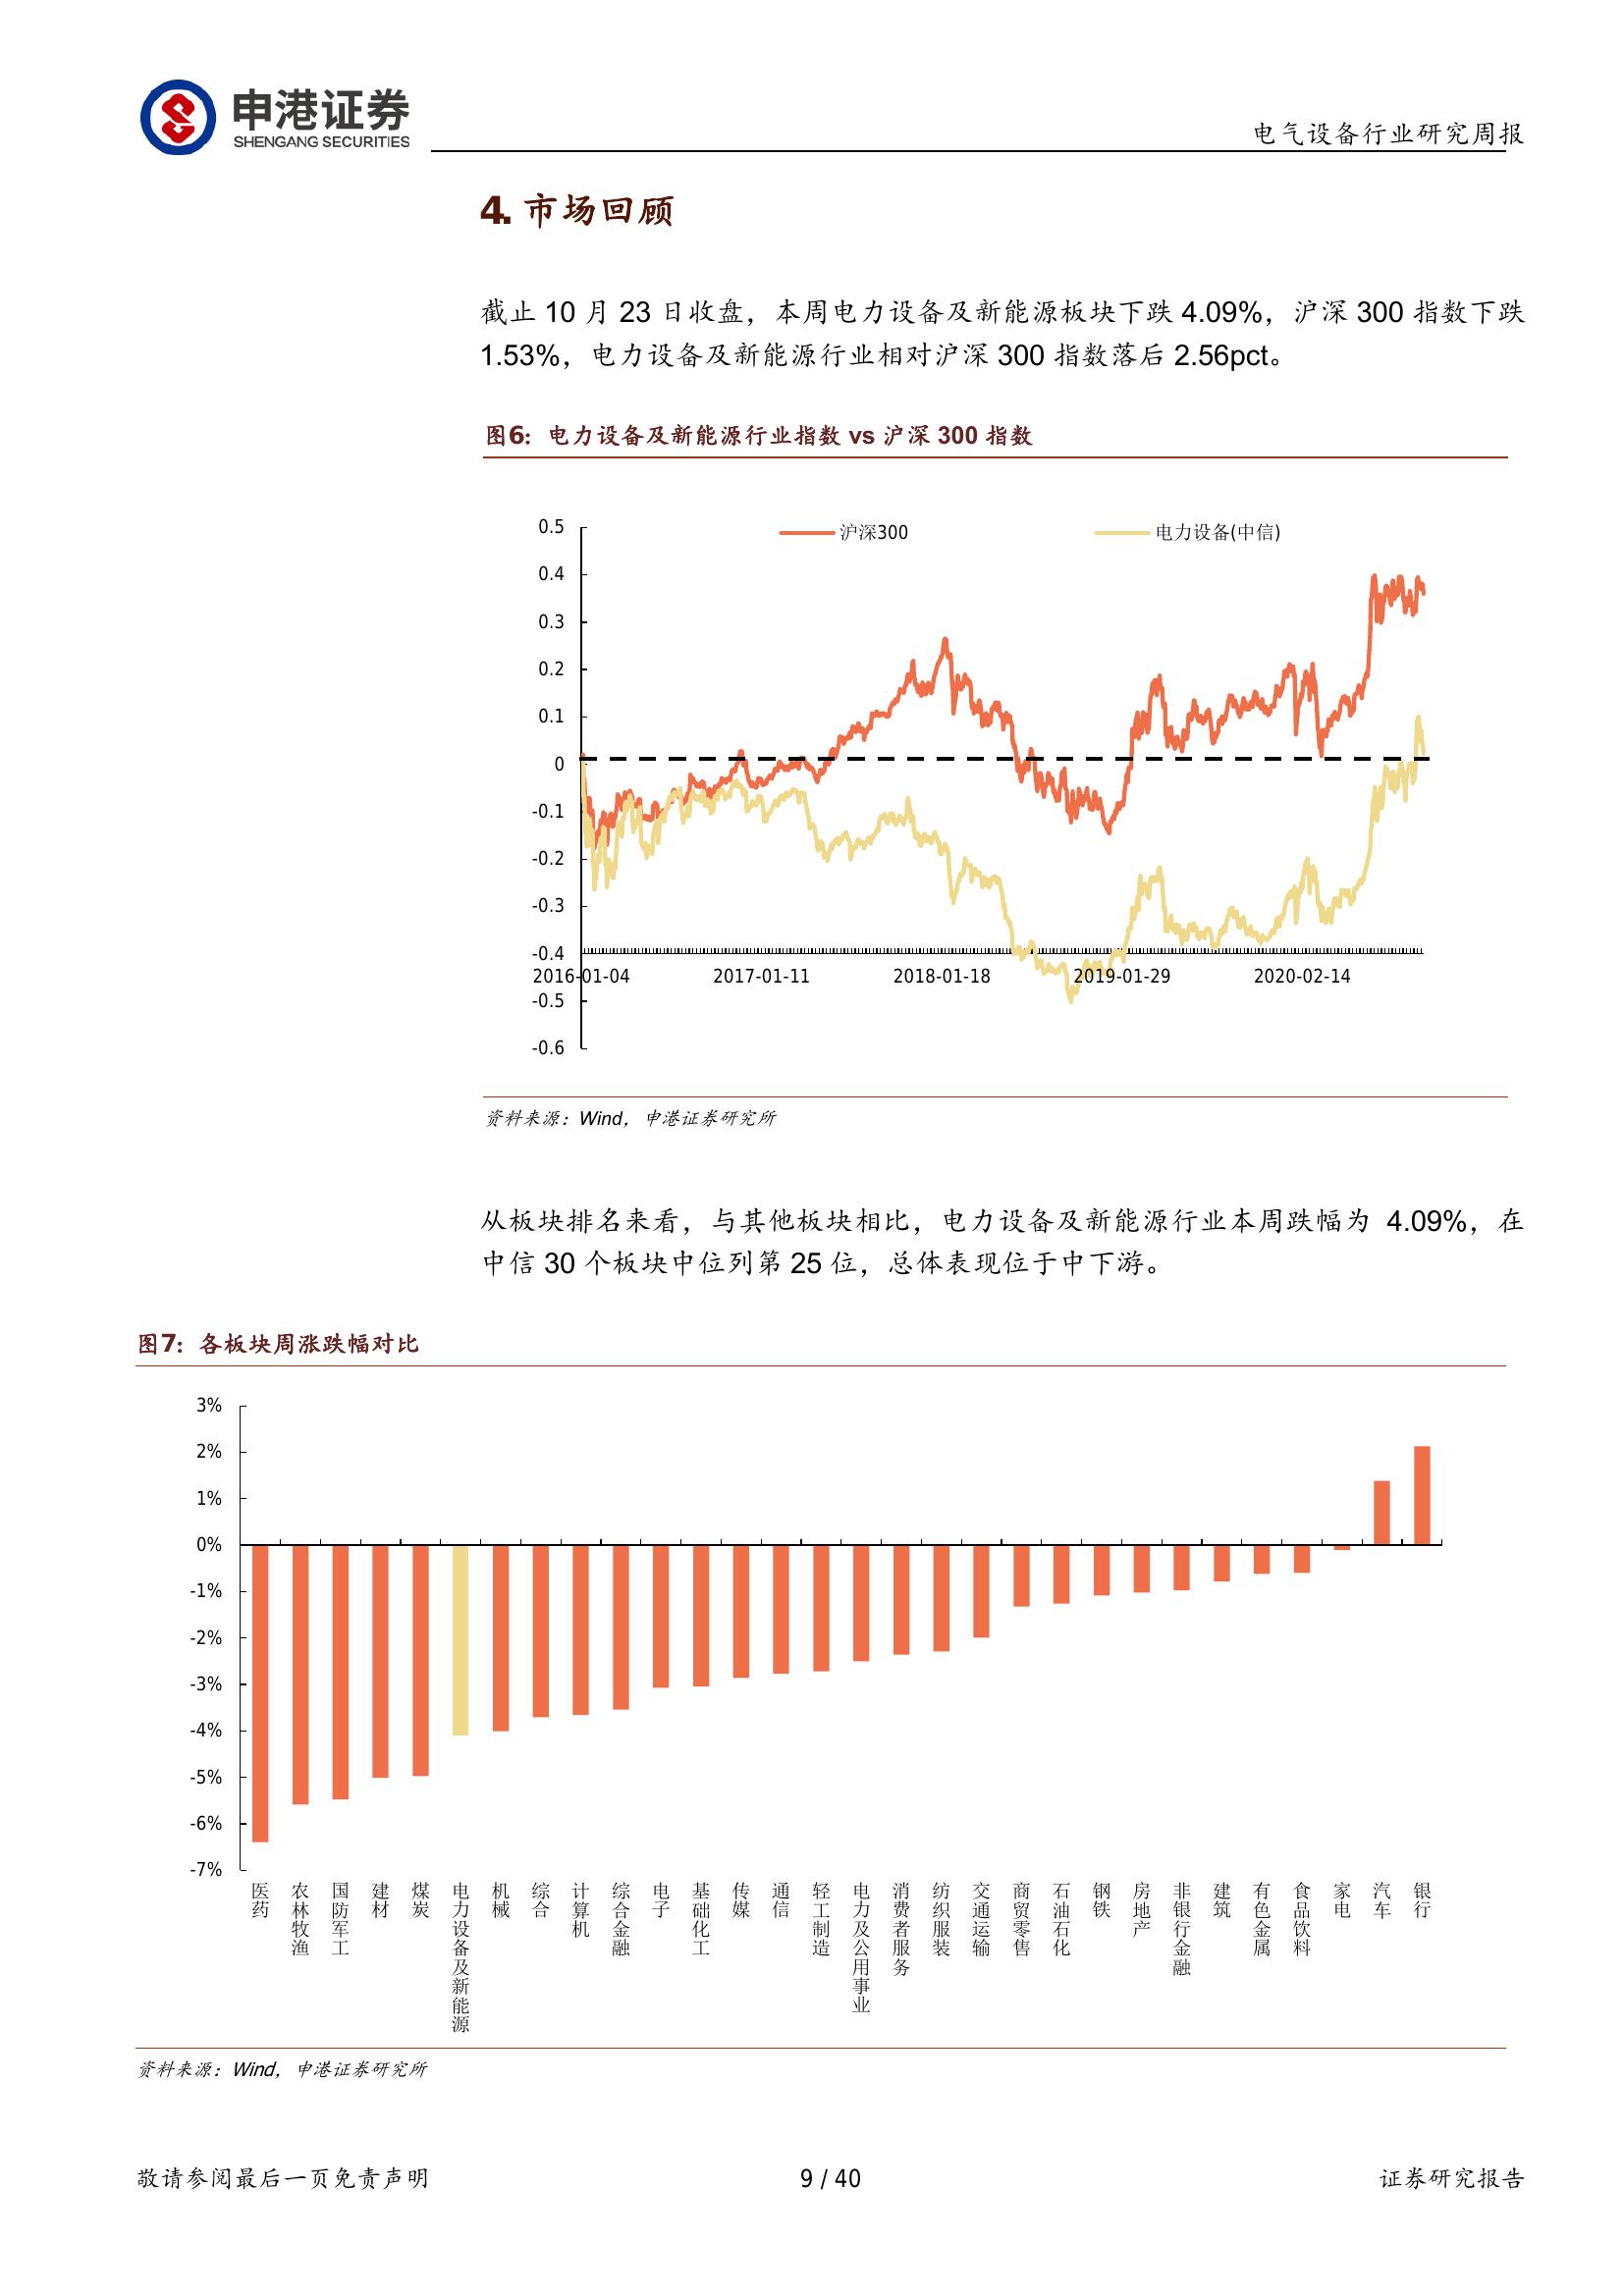 申港证券
SHENGANG SECURITIES
电气设备行业研究周报
4. 市场回顾
截止 10 月 23 日收盘，本周电力设备及新能源板块下跌 4.09%，沪深 300 指数下跌
1.53%，电力设备及新能源行业相对沪深 300 指数落后 2.56pct。
图6：电力设备及新能源行业指数 vs 沪深 300 指数
沪深300
电力设备(中信)
0.5
0.4
0.3
0.2
0.1
0
-0.1
-0.2
-0.3
-0.4
2016-01-04 2017-01-11 2018-01-18 2019-01-29 2020-02-14
-0.5
-0.6
资料来源：Wind，申港证券研究所
从板块排名来看，与其他板块相比，电力设备及新能源行业本周跌幅为 4.09%，在
中信 30 个板块中位列第 25 位，总体表现位于中下游。
图7：各板块周涨跌幅对比
3%
2%
1%
0%
-1%
-2%
-3%
-4%
-5%
-6%
-7%
医药
农林牧渔
国防军工
建材
煤炭
电力设备及新能源
机械
综合
计算机
综合金融
电子
基础化工
传媒
通信
轻工制造
电力及公用事业
消费者服务
纺织服装
交通运输
商贸零售
石油石化
钢铁
房地产
非银行金融
建筑
有色金属
食品饮料
家电
汽车
银行
资料来源：Wind，申港证券研究所
敬请参阅最后一页免责声明
9 / 40
证券研究报告